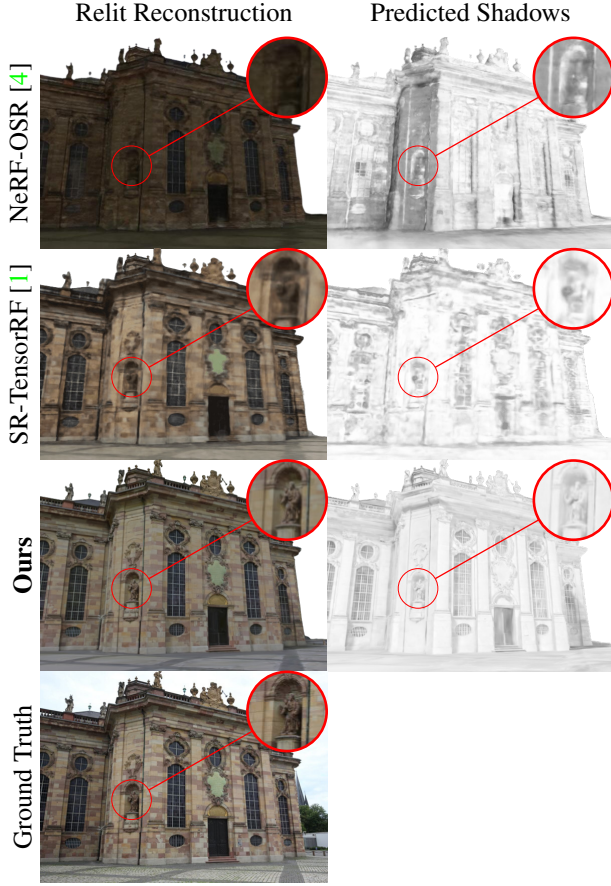 Relit Reconstruction
Predicted Shadows
NeRF-OSR [4]
SR-TensorRF [1]
Ours
Ground Truth